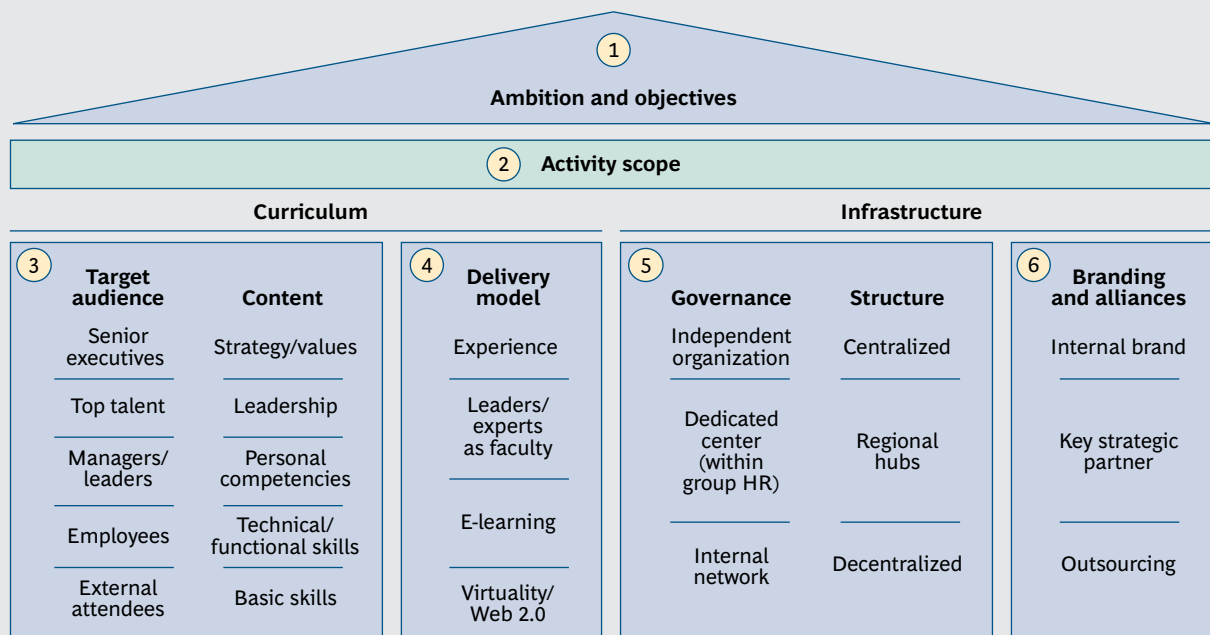 1
Ambition and objectives
2 Activity scope
Curriculum
Infrastructure
3
Target
audience
Senior
executives
Top talent
Managers/
leaders
Employees
External
attendees
Content
Strategy/values
Leadership
Personal
competencies
Technical/
functional skills
Basic skills
4
Delivery
model
Experience
Leaders/
experts
as faculty
E-learning
Virtuality/
Web 2.0
5
Governance
Independent
organization
Dedicated
center
(within
group HR)
Internal
network
Structure
Centralized
Regional
hubs
Decentralized
6
Branding
and alliances
Internal brand
Key strategic
partner
Outsourcing